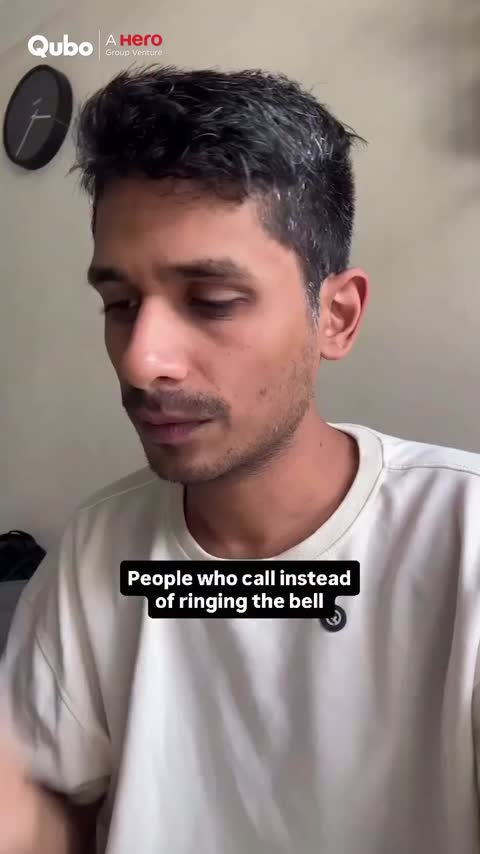 Qubo
A HERO
Group Venture
People who call instead
of ringing the bell